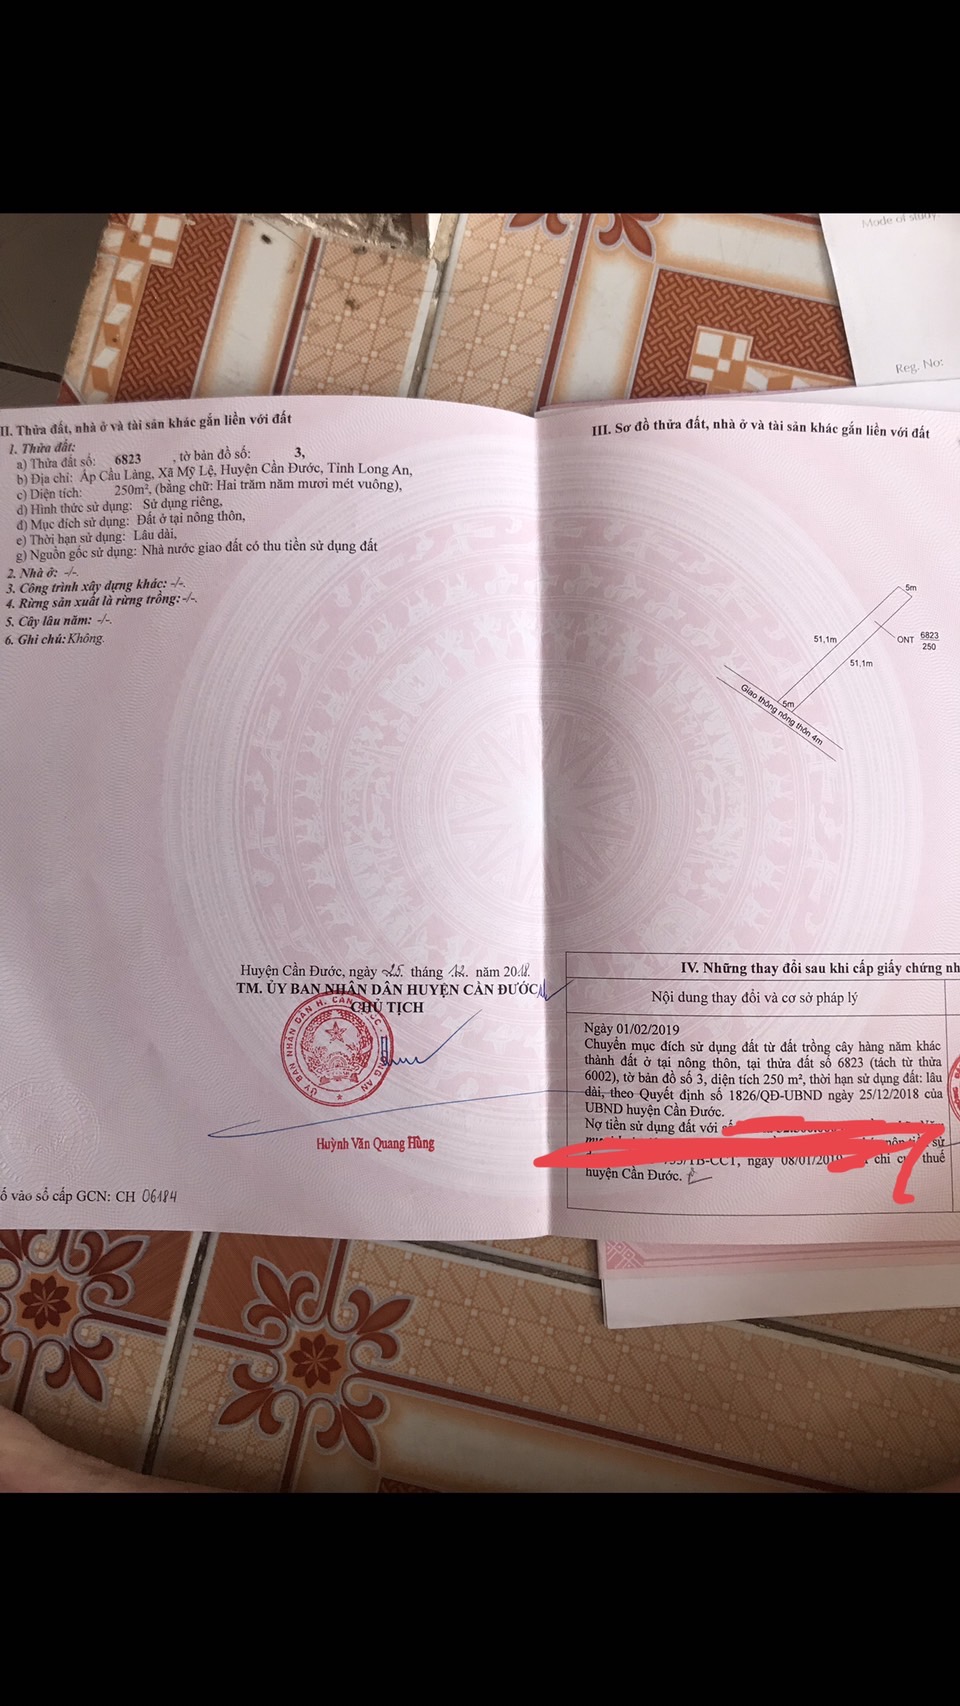 Mode of study
Reg. No:
II. Thửa đất, nhà ở và tài sản khác gắn liền với đất
1. Thửa đất:
a) Thửa đất số: 6823 , tờ bản đồ số: 3,
b) Địa chỉ: Ấp Cầu Làng, Xã Mỹ Lệ, Huyện Cần Đước, Tỉnh Long An,
c) Diện tích: 250m², (bằng chữ: Hai trăm năm mươi mét vuông),
d) Hình thức sử dụng: Sử dụng riêng,
đ) Mục đích sử dụng: Đất ở tại nông thôn,
e) Thời hạn sử dụng: Lâu dài,
g) Nguồn gốc sử dụng: Nhà nước giao đất có thu tiền sử dụng đất
2. Nhà ở: -/-.
3. Công trình xây dựng khác: -/-.
4. Rừng sản xuất là rừng trồng: -/-.
5. Cây lâu năm: -/-.
6. Ghi chú: Không.
Huyện Cần Đước, ngày 25 tháng 12 năm 2018.
TM. ỦY BAN NHÂN DÂN HUYỆN CẦN ĐƯỚC
CHỦ TỊCH
Huỳnh Văn Quang Hùng
ố vào sổ cấp GCN: CH 06184
III. Sơ đồ thửa đất, nhà ở và tài sản khác gắn liền với đất
5m
51,1m
ONT 6823
250
51,1m
5m
Giao thông nông thôn 4m
IV. Những thay đổi sau khi cấp giấy chứng nh
Nội dung thay đổi và cơ sở pháp lý
Ngày 01/02/2019
Chuyển mục đích sử dụng đất từ đất trồng cây hàng năm khác
thành đất ở tại nông thôn, tại thửa đất số 6823 (tách từ thửa
6002), tờ bản đồ số 3, diện tích 250 m², thời hạn sử dụng đất: lâu
dài, theo Quyết định số 1826/QĐ-UBND ngày 25/12/2018 của
UBND huyện Cần Đước.
Nợ tiền sử dụng đất với
tiền sử
/TB-CCT, ngày 08/01/2019 chi cục thuế
huyện Cần Đước.